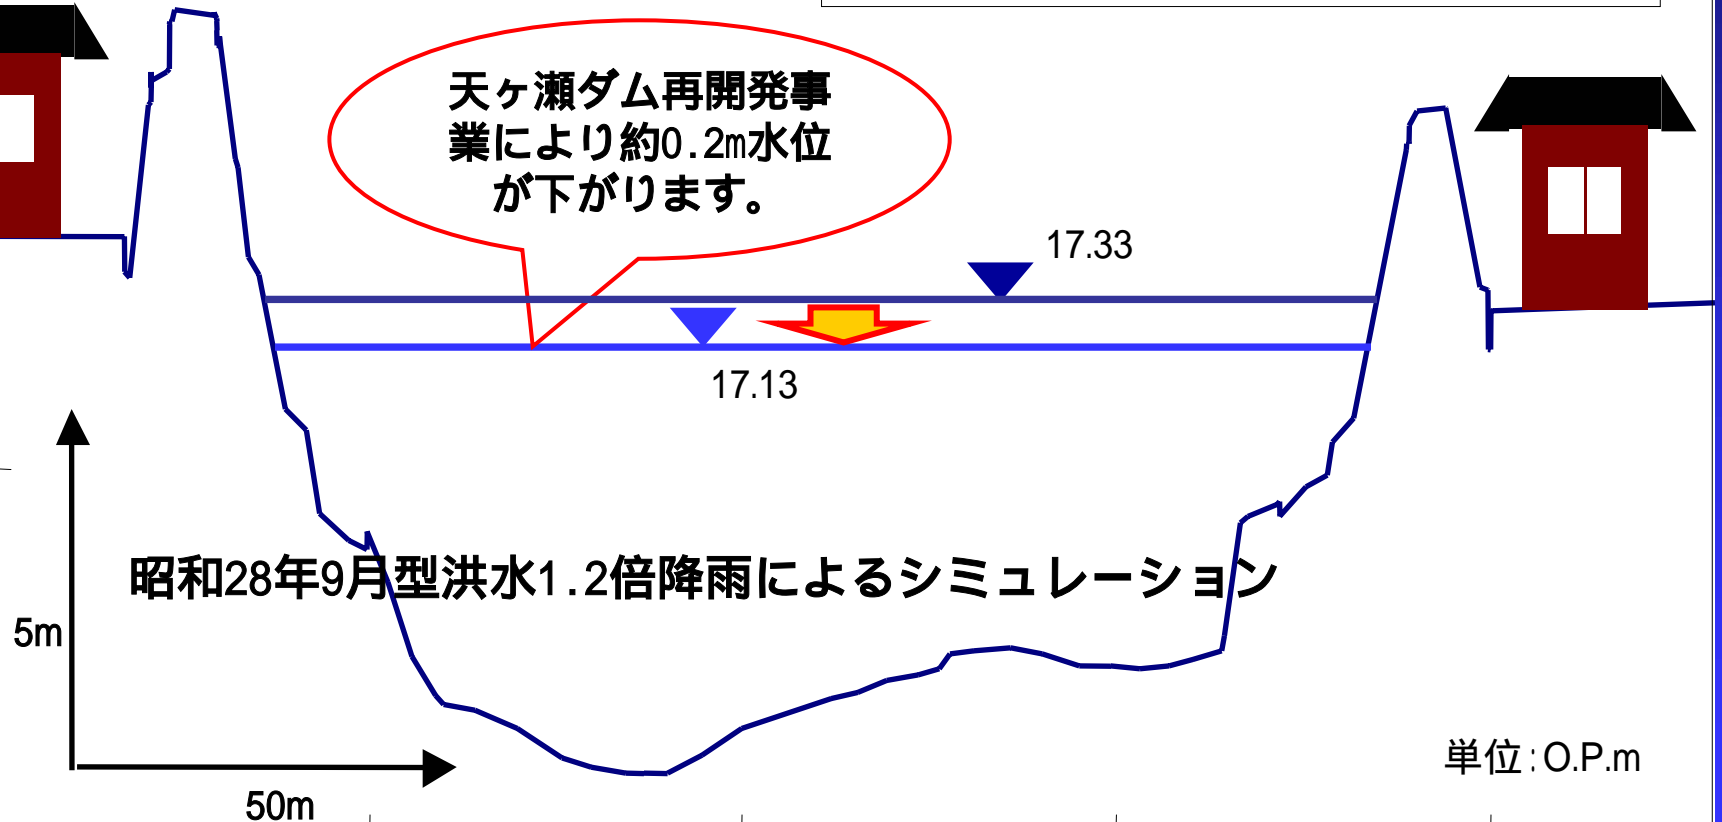 天ヶ瀬ダム再開発事
業により約0.2m水位
が下がります。
17.33
17.13
昭和28年9月型洪水1.2倍降雨によるシミュレーション
5m
50m
単位:O.P.m